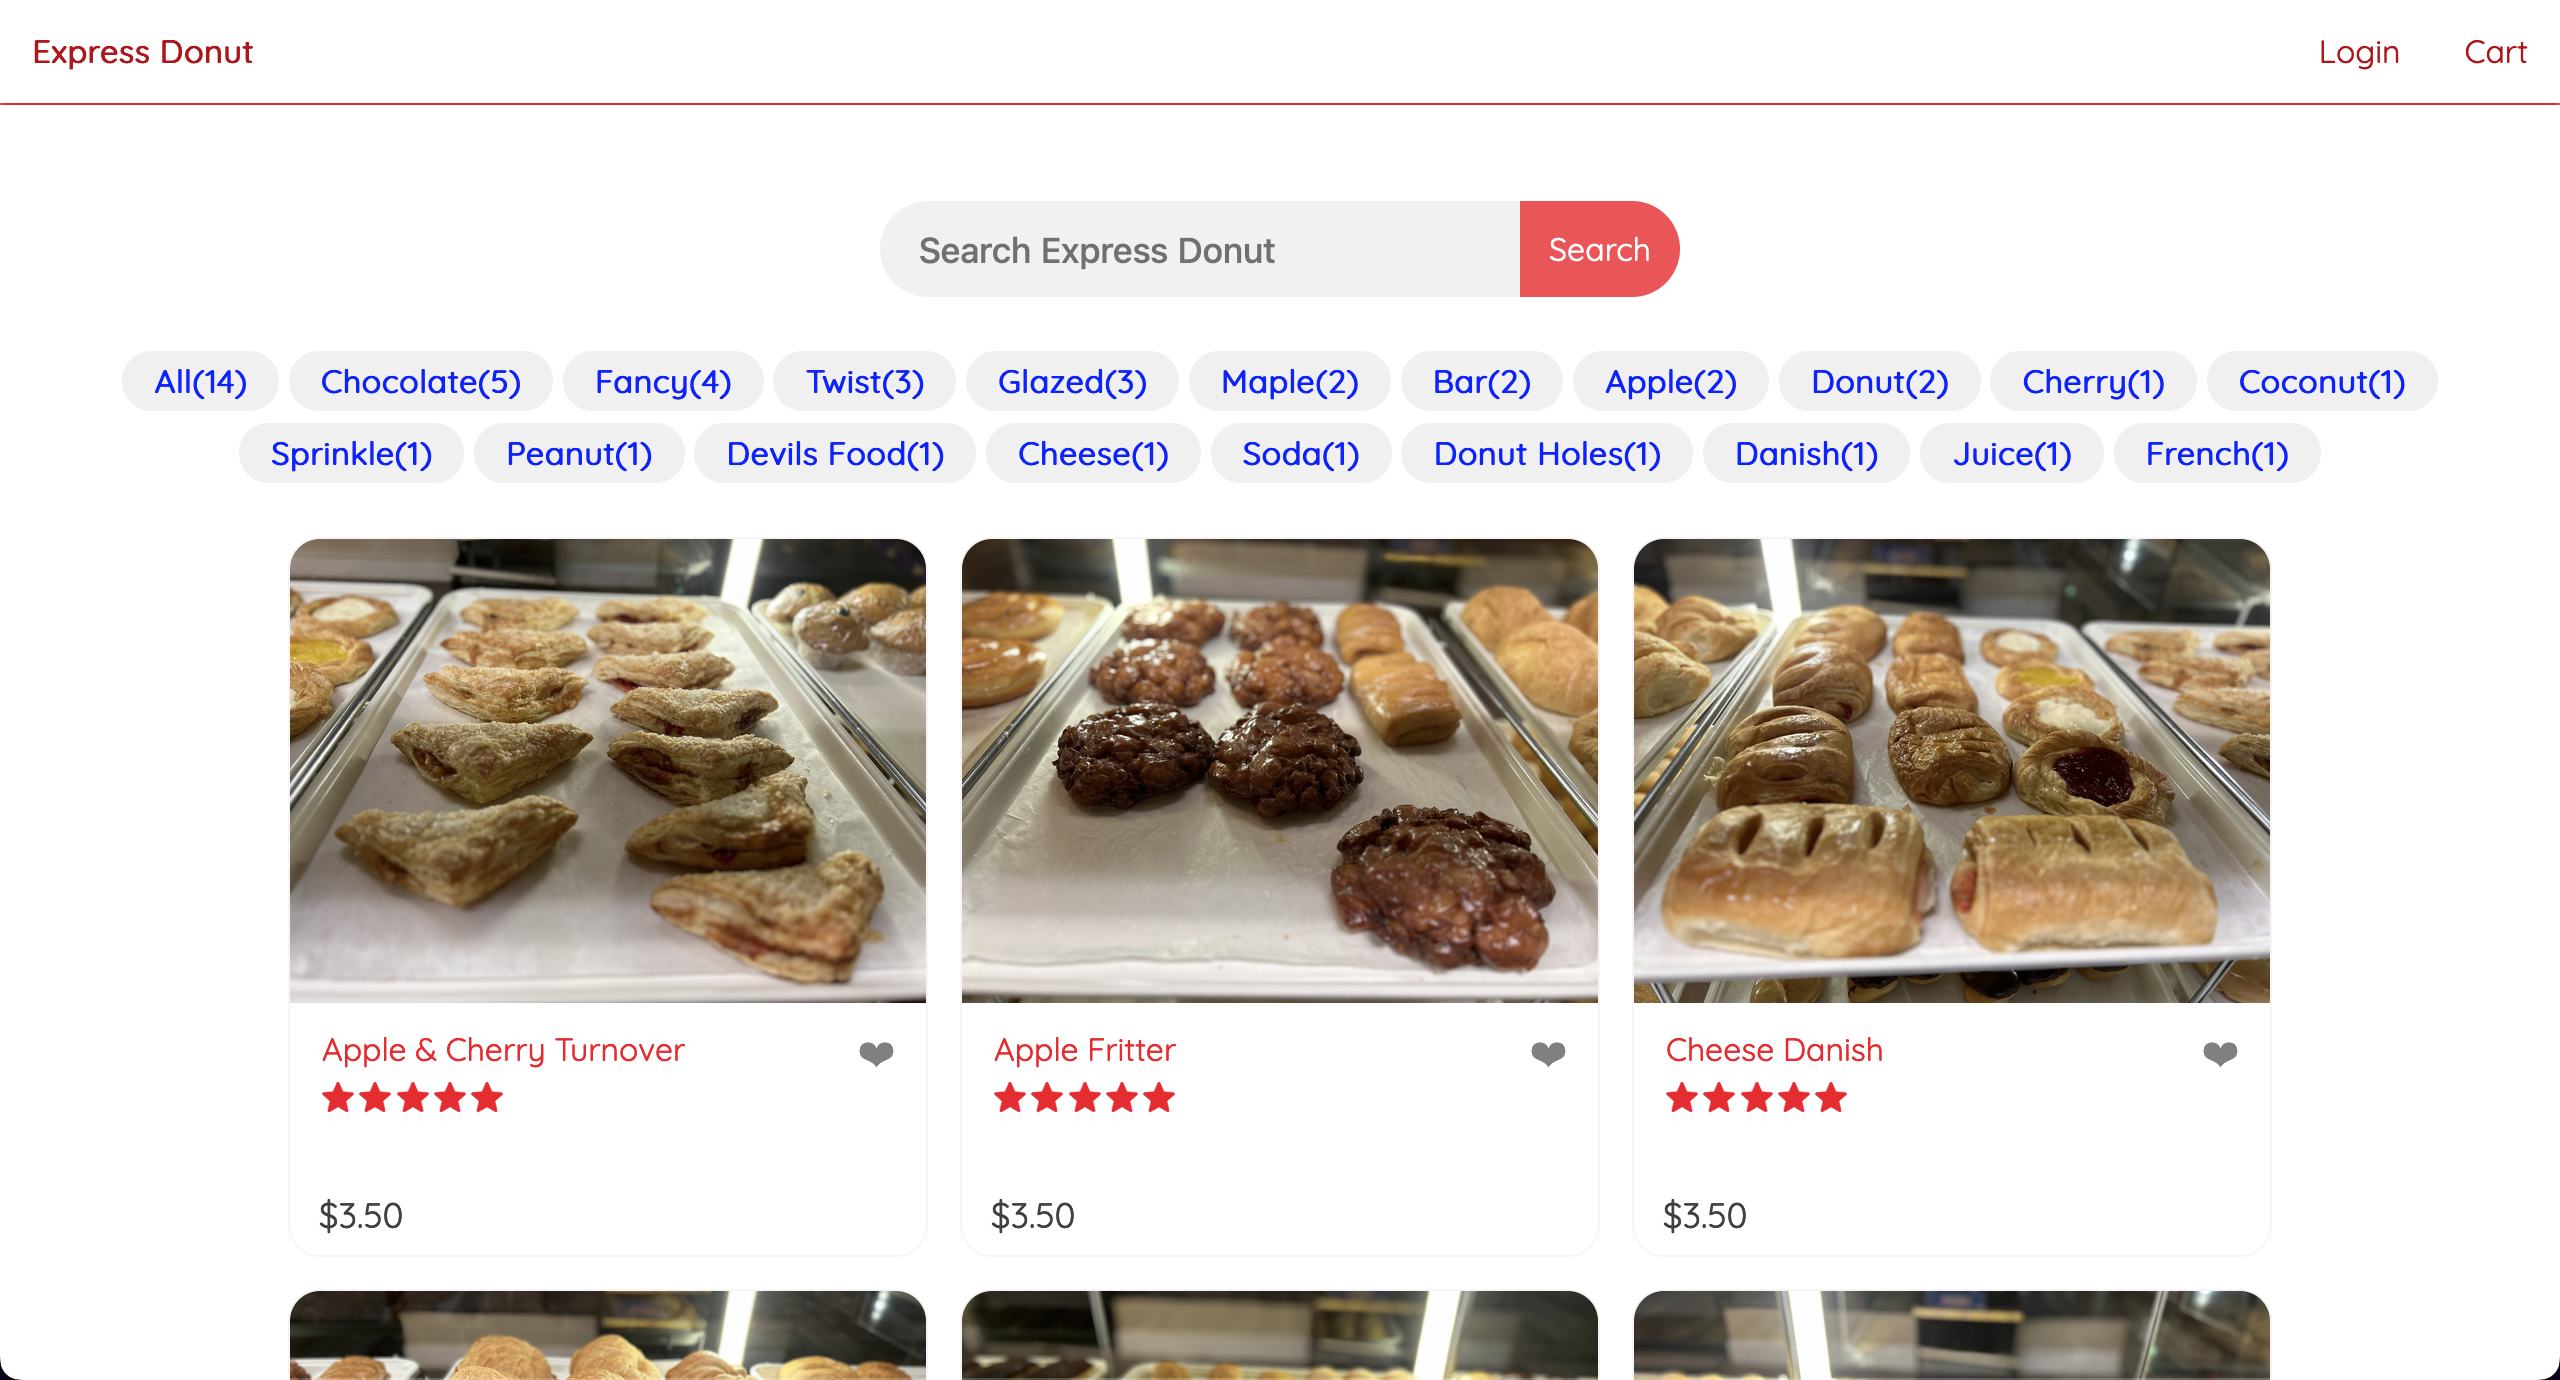 Express Donut Login Cart
Search Express Donut Search
All(14) Chocolate(5) Fancy(4) Twist(3) Glazed(3) Maple(2) Bar(2) Apple(2) Donut(2) Cherry(1) Coconut(1)
Sprinkle(1) Peanut(1) Devils Food(1) Cheese(1) Soda(1) Donut Holes(1) Danish(1) Juice(1) French(1)
Apple & Cherry Turnover
$3.50
Apple Fritter
$3.50
Cheese Danish
$3.50